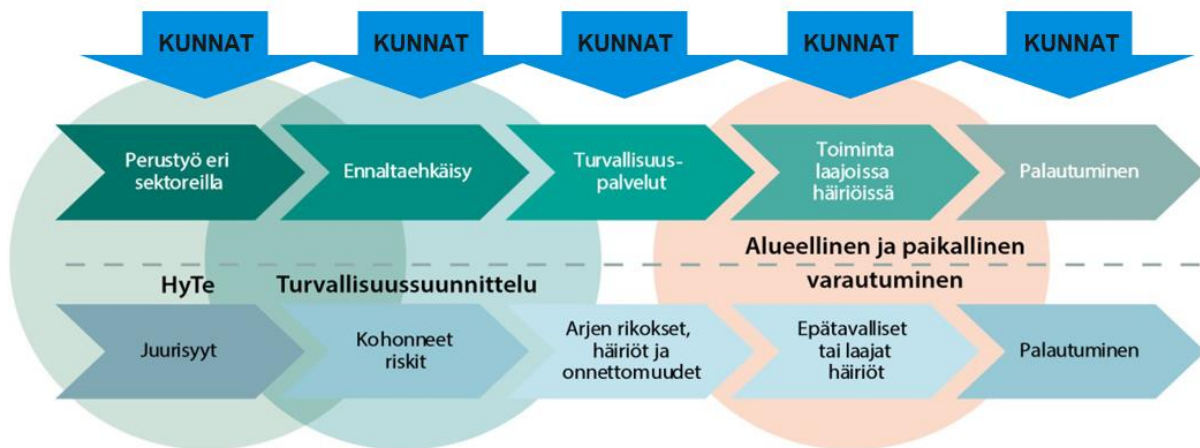 KUNNAT
KUNNAT
KUNNAT
KUNNAT
KUNNAT
Perustyö eri
sektoreilla
Ennaltaehkäisy
Turvallisuus-
palvelut
Toiminta
laajoissa
häiriöissä
Palautuminen
HyTe
Turvallisuussuunnittelu
Alueellinen ja paikallinen
varautuminen
Juurisyyt
Kohonneet
riskit
Arjen rikokset,
häiriöt ja
onnettomuudet
Epätavalliset
tai laajat
häiriöt
Palautuminen